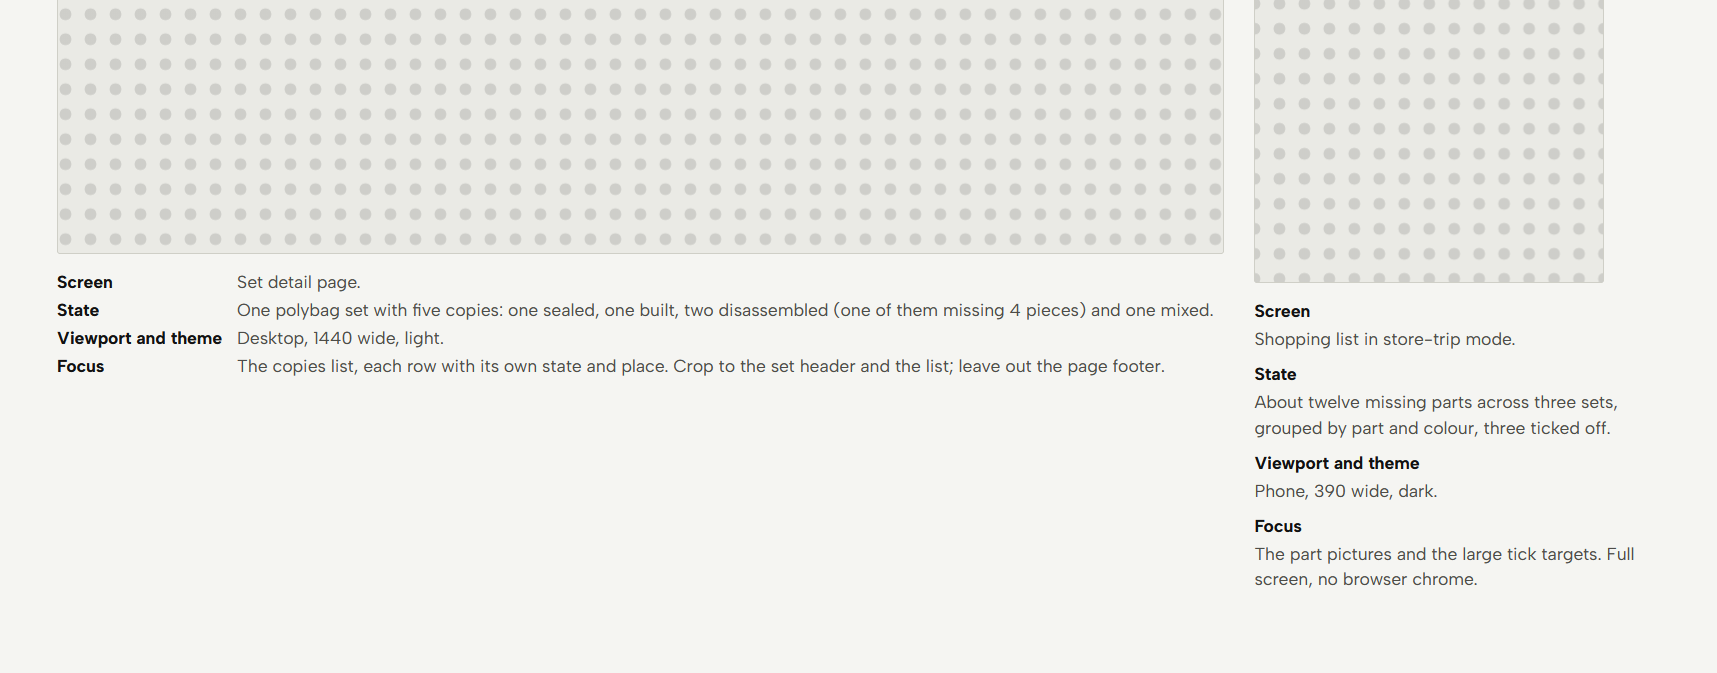 Screen Set detail page.
State One polybag set with five copies: one sealed, one built, two disassembled (one of them missing 4 pieces) and one mixed.
Viewport and theme Desktop, 1440 wide, light.
Focus The copies list, each row with its own state and place. Crop to the set header and the list; leave out the page footer.
Screen
Shopping list in store-trip mode.
State
About twelve missing parts across three sets,
grouped by part and colour, three ticked off.
Viewport and theme
Phone, 390 wide, dark.
Focus
The part pictures and the large tick targets. Full
screen, no browser chrome.